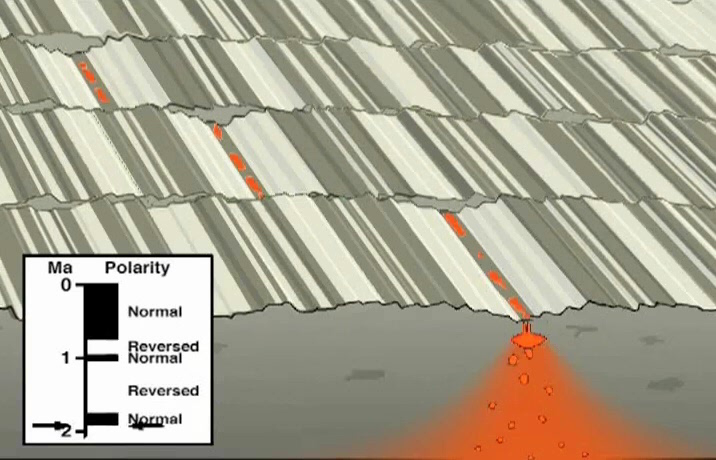 Ma Polarity
0
Normal
Reversed
1 Normal
Reversed
Normal
2